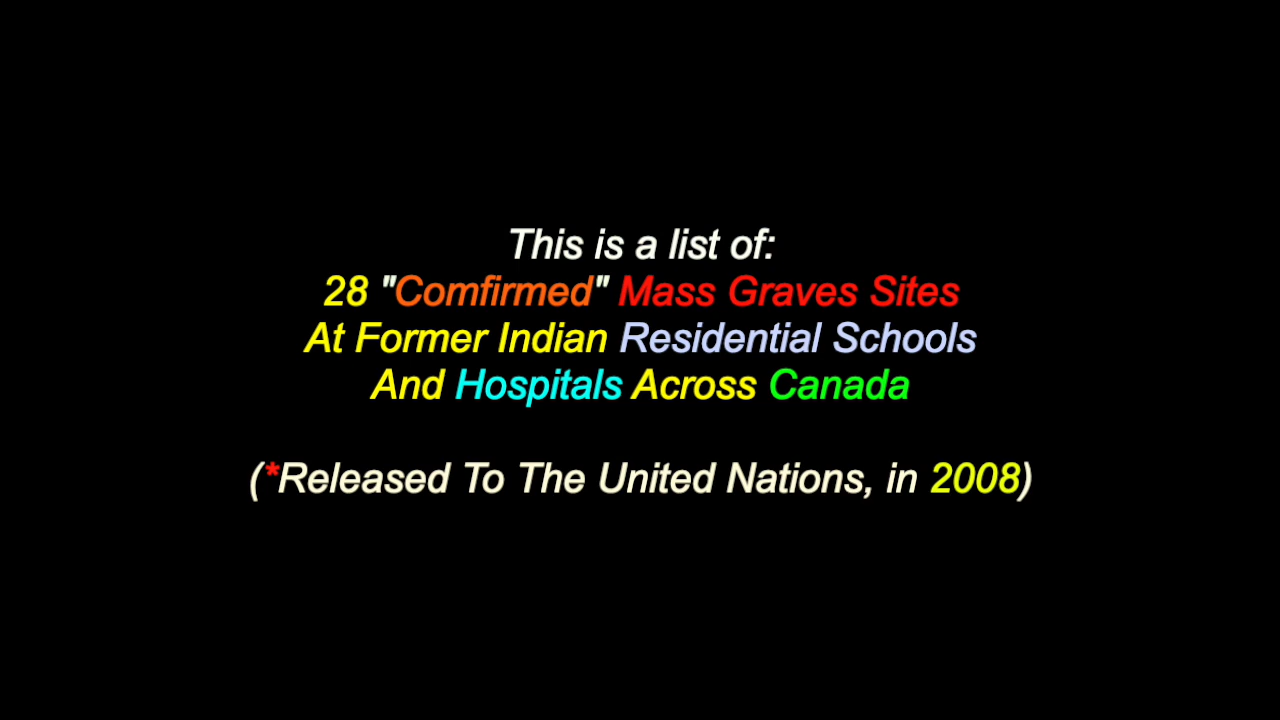 This is a list of:
28 "Comfirmed" Mass Graves Sites
At Former Indian Residential Schools
And Hospitals Across Canada
(*Released To The United Nations, in 2008)